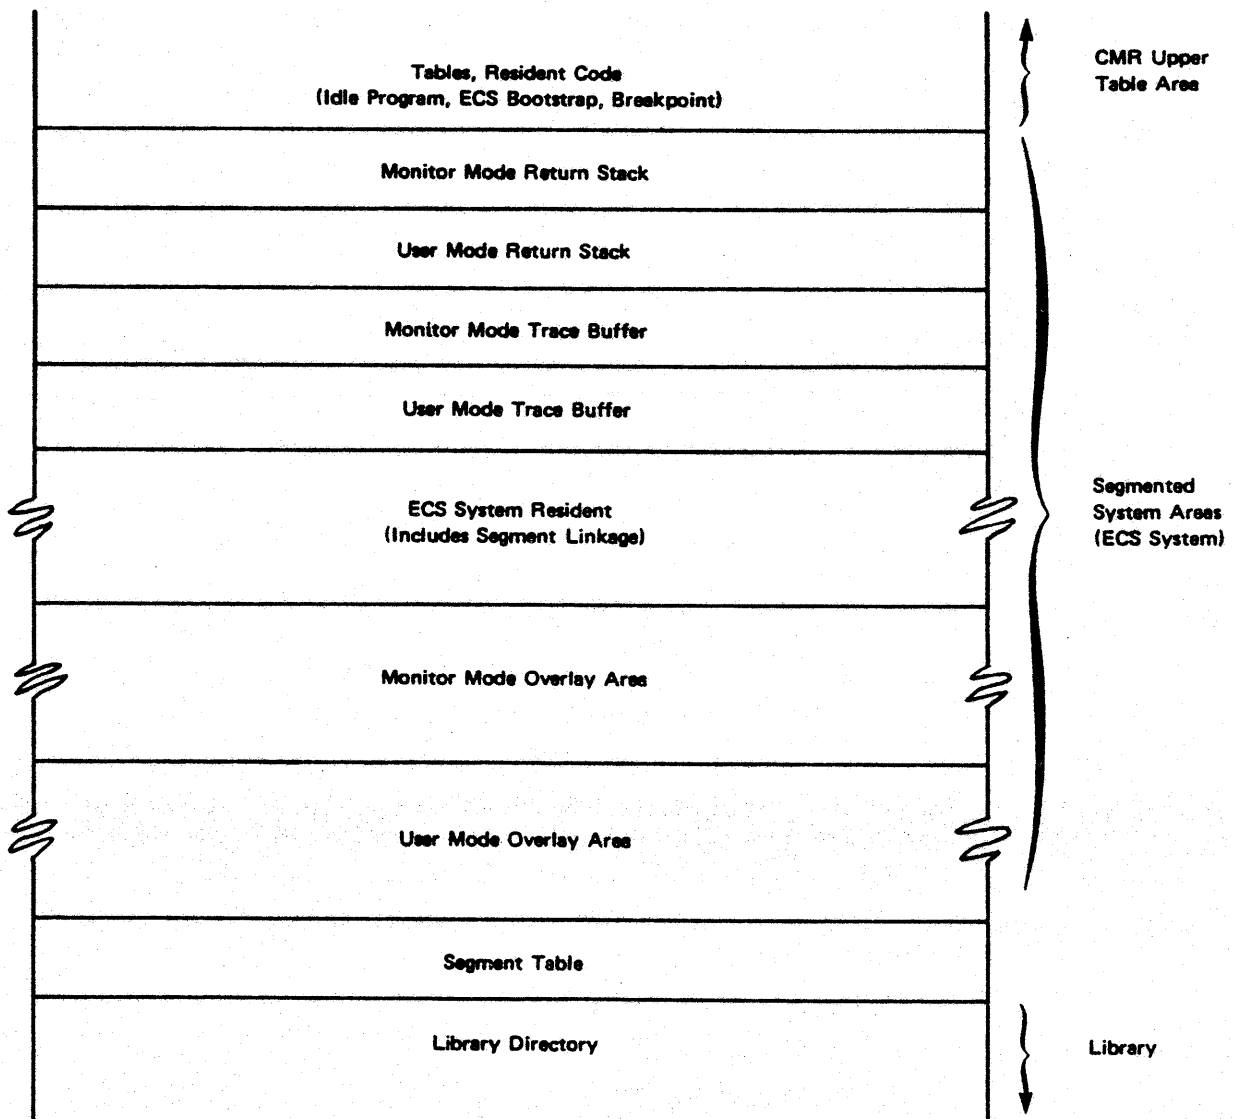 Tables, Resident Code
(Idle Program, ECS Bootstrap, Breakpoint)
CMR Upper
Table Area
Monitor Mode Return Stack
User Mode Return Stack
Monitor Mode Trace Buffer
User Mode Trace Buffer
ECS System Resident
(Includes Segment Linkage)
Segmented
System Areas
(ECS System)
Monitor Mode Overlay Area
User Mode Overlay Area
Segment Table
Library Directory
Library